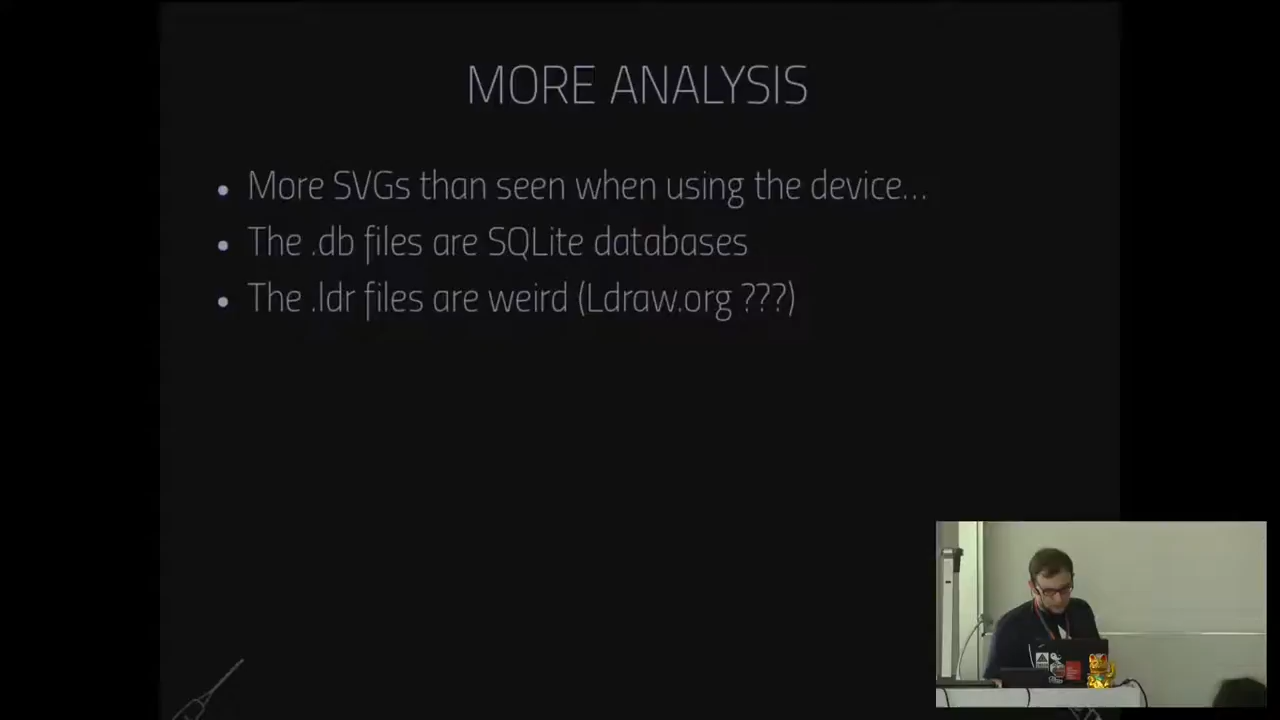 MORE ANALYSIS
• More SVGs than seen when using the device...
• The .db files are SQLite databases
• The .ldr files are weird (Ldraw.org ???)